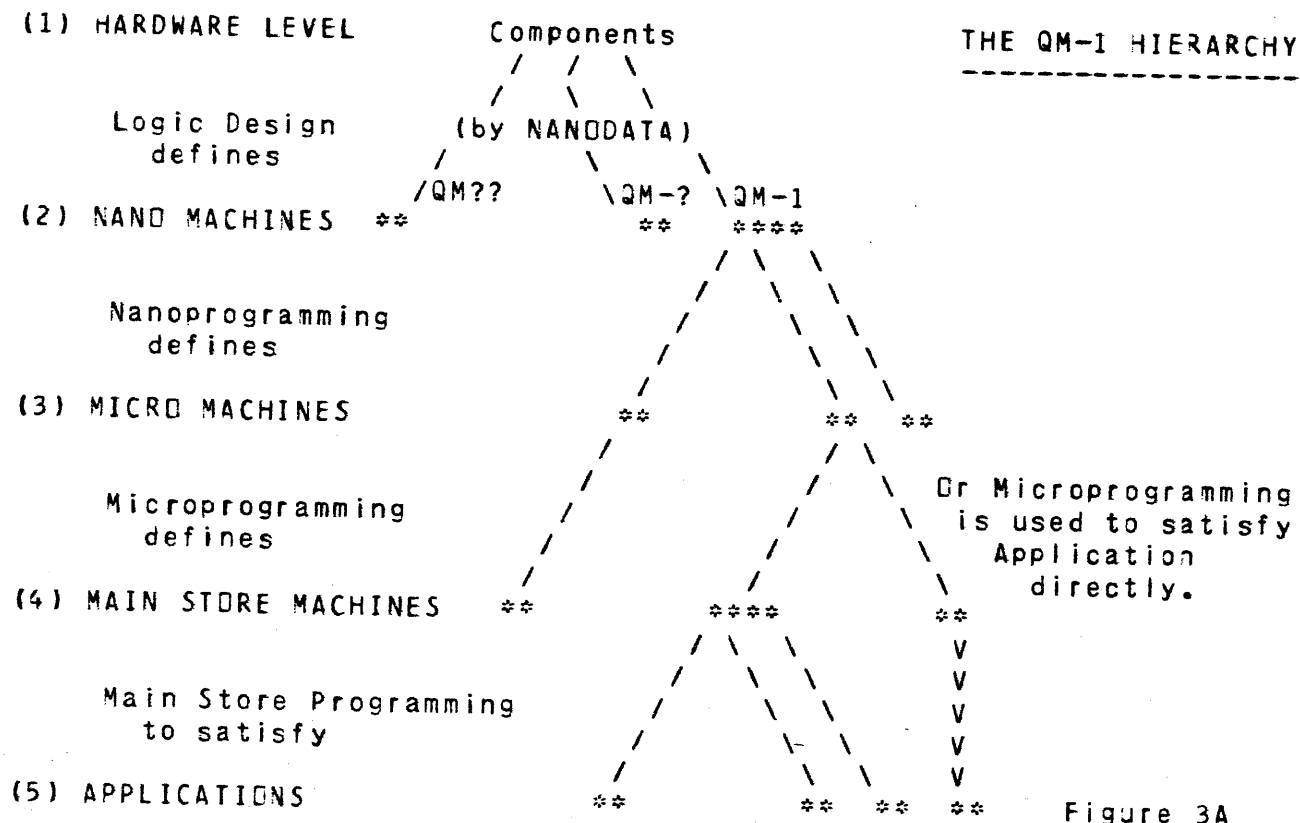 (1) HARDWARE LEVEL
Components
THE QM-1 HIERARCHY
Logic Design
defines
(by NANODATA)
/QM??
\QM-?
\QM-1
(2) NANO MACHINES ** ** ****
Nanoprogramming
defines
(3) MICRO MACHINES ** ** **
Microprogramming
defines
Or Microprogramming
is used to satisfy
Application
directly.
(4) MAIN STORE MACHINES ** **** **
V
V
V
V
V
Main Store Programming
to satisfy
(5) APPLICATIONS ** ** ** **
Figure 3A